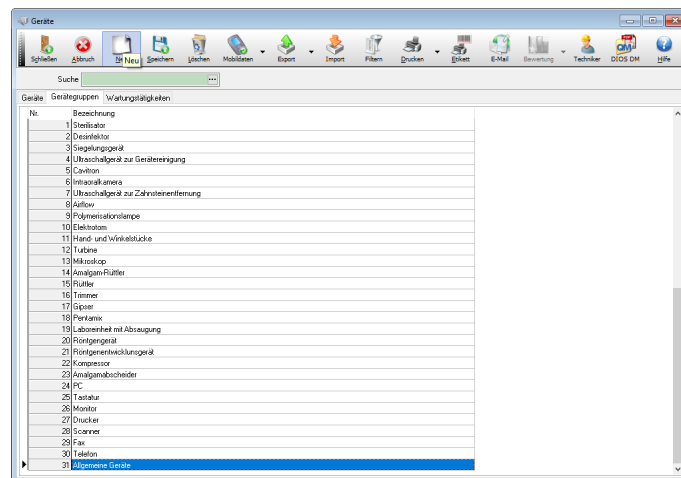 Geräte
Schließen Abbruch Neu Speichern Löschen Mobildaten Export Import Filtern Drucken Etikett E-Mail Bewertung Techniker DIOS DM Hilfe
Neu
Suche
Geräte Gerätegruppen Wartungstätigkeiten
Nr. Bezeichnung
1 Sterilisator
2 Desinfektor
3 Siegelungsgerät
4 Ultraschallgerät zur Gerätereinigung
5 Cavitron
6 Intraoralkamera
7 Ultraschallgerät zur Zahnsteinentfernung
8 Airflow
9 Polymerisationslampe
10 Elektrotom
11 Hand- und Winkelstücke
12 Turbine
13 Mikroskop
14 Amalgam-Rüttler
15 Rüttler
16 Trimmer
17 Gipser
18 Pentamix
19 Laboreinheit mit Absaugung
20 Röntgengerät
21 Röntgenentwicklunsgerät
22 Kompressor
23 Amalgamabscheider
24 PC
25 Tastatur
26 Monitor
27 Drucker
28 Scanner
29 Fax
30 Telefon
31 Allgemeine Geräte